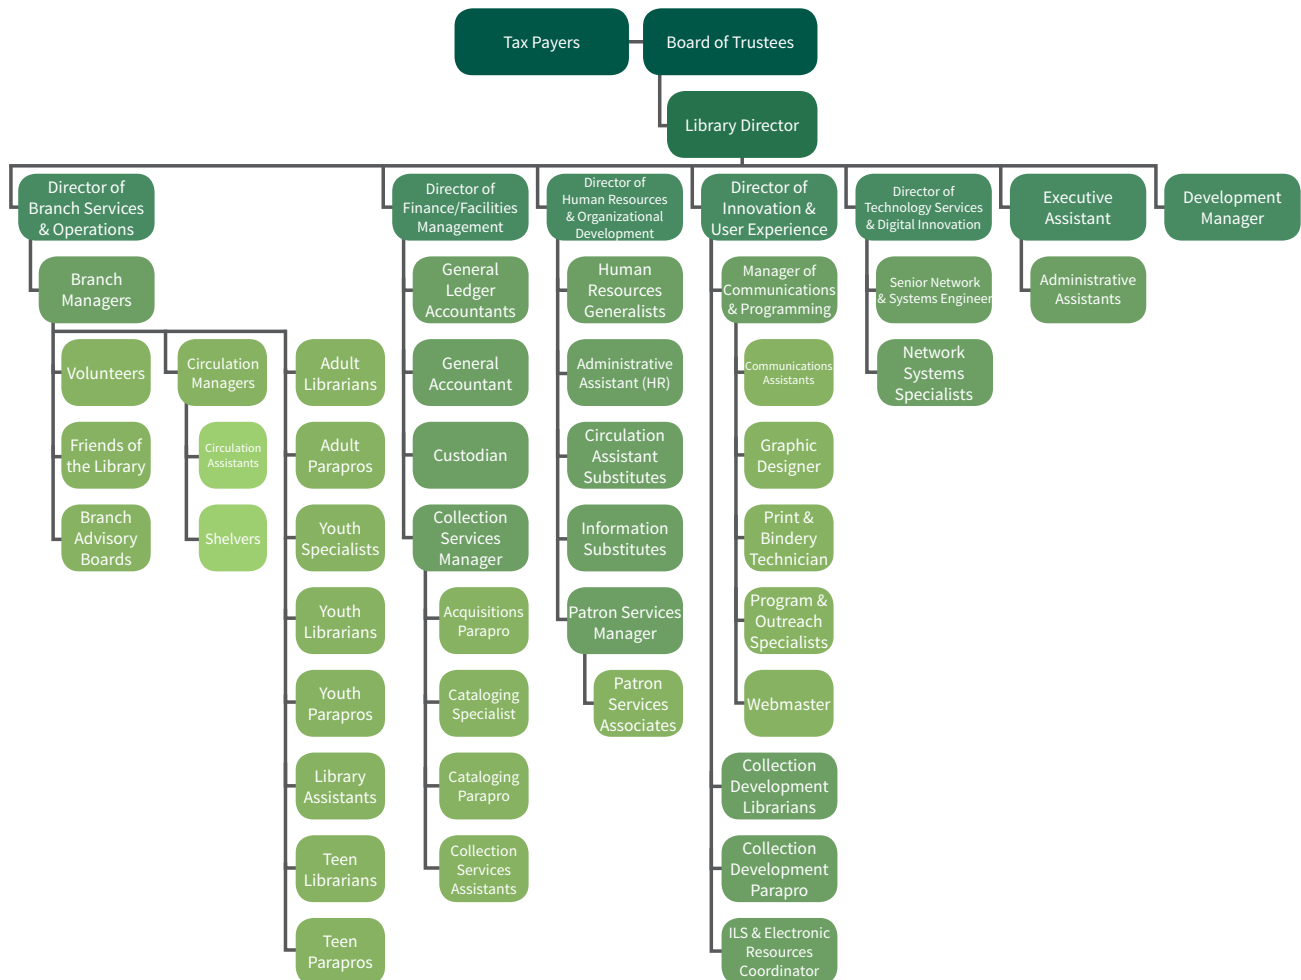 Tax Payers
Board of Trustees
Library Director
Director of
Branch Services
& Operations
Director of
Finance/Facilities
Management
Director of
Human Resources
& Organizational
Development
Director of
Innovation &
User Experience
Director of
Technology Services
& Digital Innovation
Executive
Assistant
Development
Manager
Branch
Managers
Volunteers
Friends of
the Library
Branch
Advisory
Boards
Circulation
Managers
Circulation
Assistants
Shelvers
Adult
Librarians
Adult
Parapros
Youth
Specialists
Youth
Librarians
Youth
Parapros
Library
Assistants
Teen
Librarians
Teen
Parapros
General
Ledger
Accountants
General
Accountant
Custodian
Collection
Services
Manager
Acquisitions
Parapro
Cataloging
Specialist
Cataloging
Parapro
Collection
Services
Assistants
Human
Resources
Generalists
Administrative
Assistant (HR)
Circulation
Assistant
Substitutes
Information
Substitutes
Patron Services
Manager
Patron
Services
Associates
Manager of
Communications
& Programming
Communications
Assistants
Graphic
Designer
Print &
Bindery
Technician
Program &
Outreach
Specialists
Webmaster
Collection
Development
Librarians
Collection
Development
Parapro
ILS & Electronic
Resources
Coordinator
Senior Network
& Systems Engineer
Network
Systems
Specialists
Administrative
Assistants